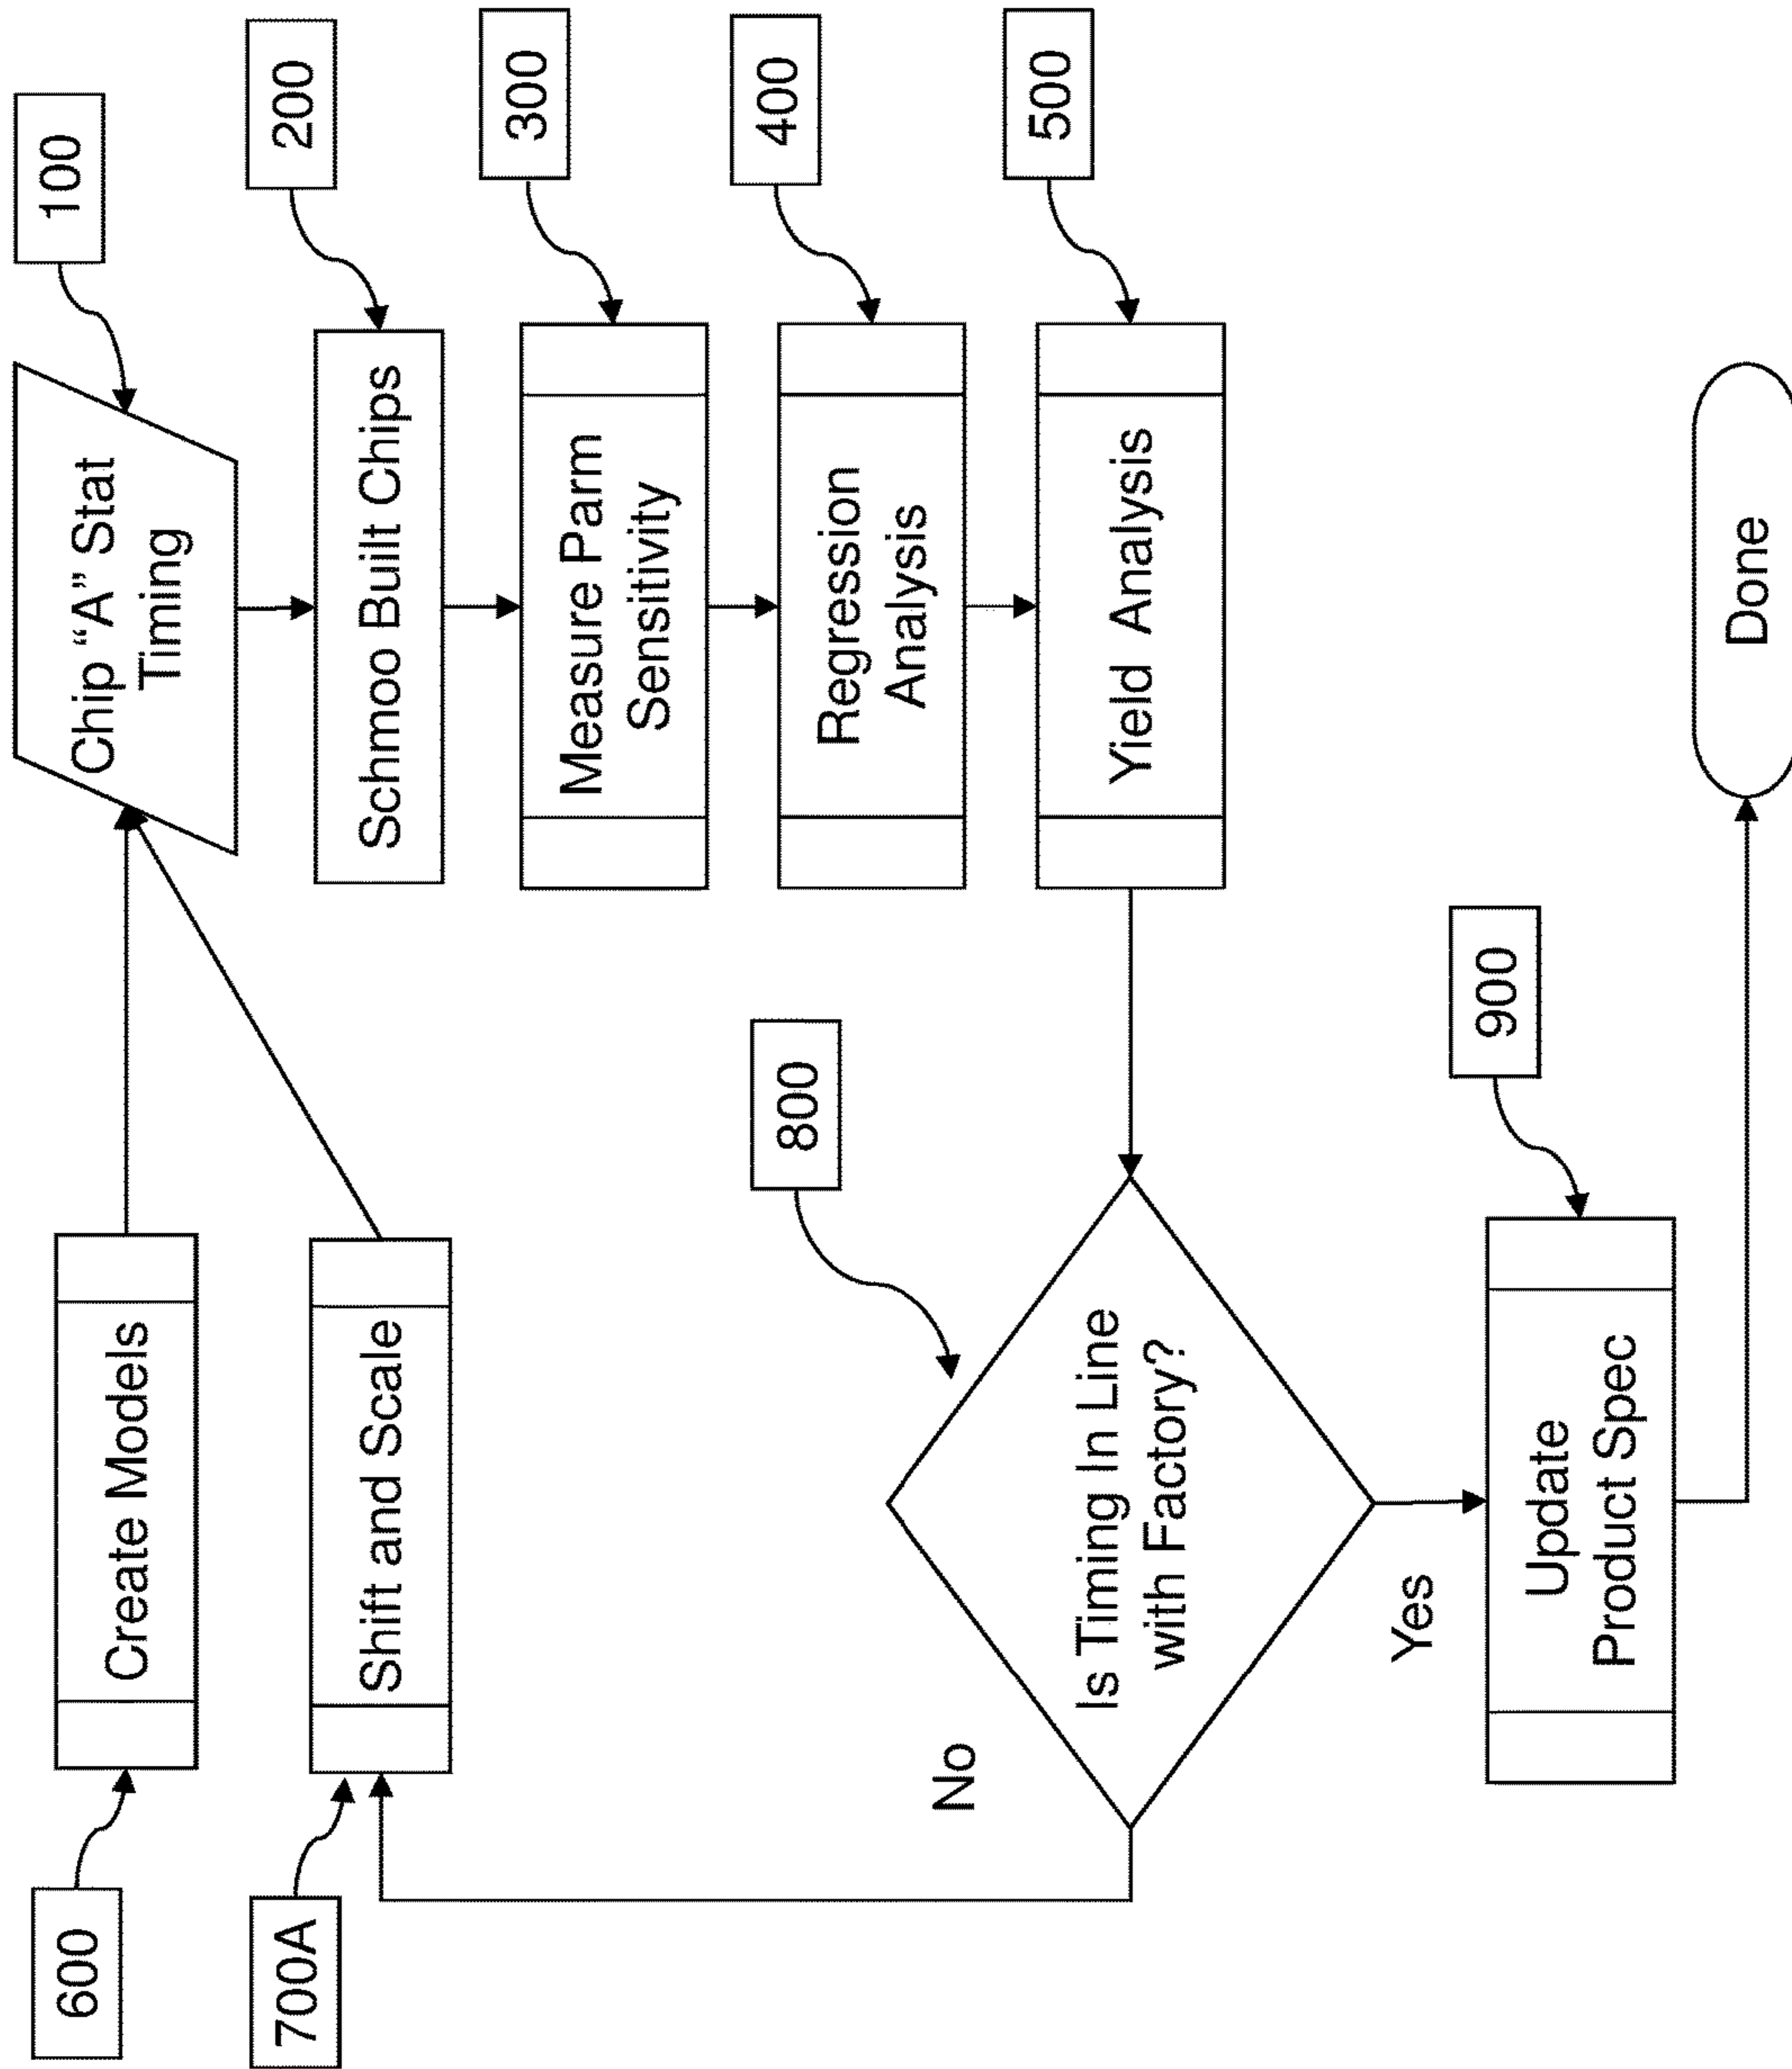 600
Create Models
700A
Shift and Scale
100
Chip “A” Stat
Timing
200
Schmoo Built Chips
300
Measure Parm
Sensitivity
400
Regression
Analysis
500
Yield Analysis
800
Is Timing In Line
with Factory?
No
Yes
900
Update
Product Spec
Done